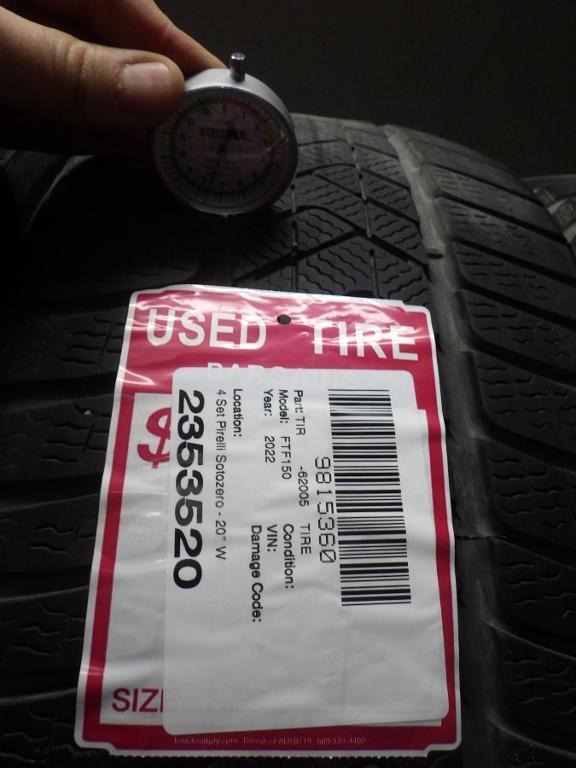 USED TIRE
9815360
Part: TIR -62005 TIRE
Model: FTF150 Condition:
Year: 2022 VIN:
Damage Code:
Location:
4 Set Pirelli Sotozero - 20" W
2353520
$
SIZ